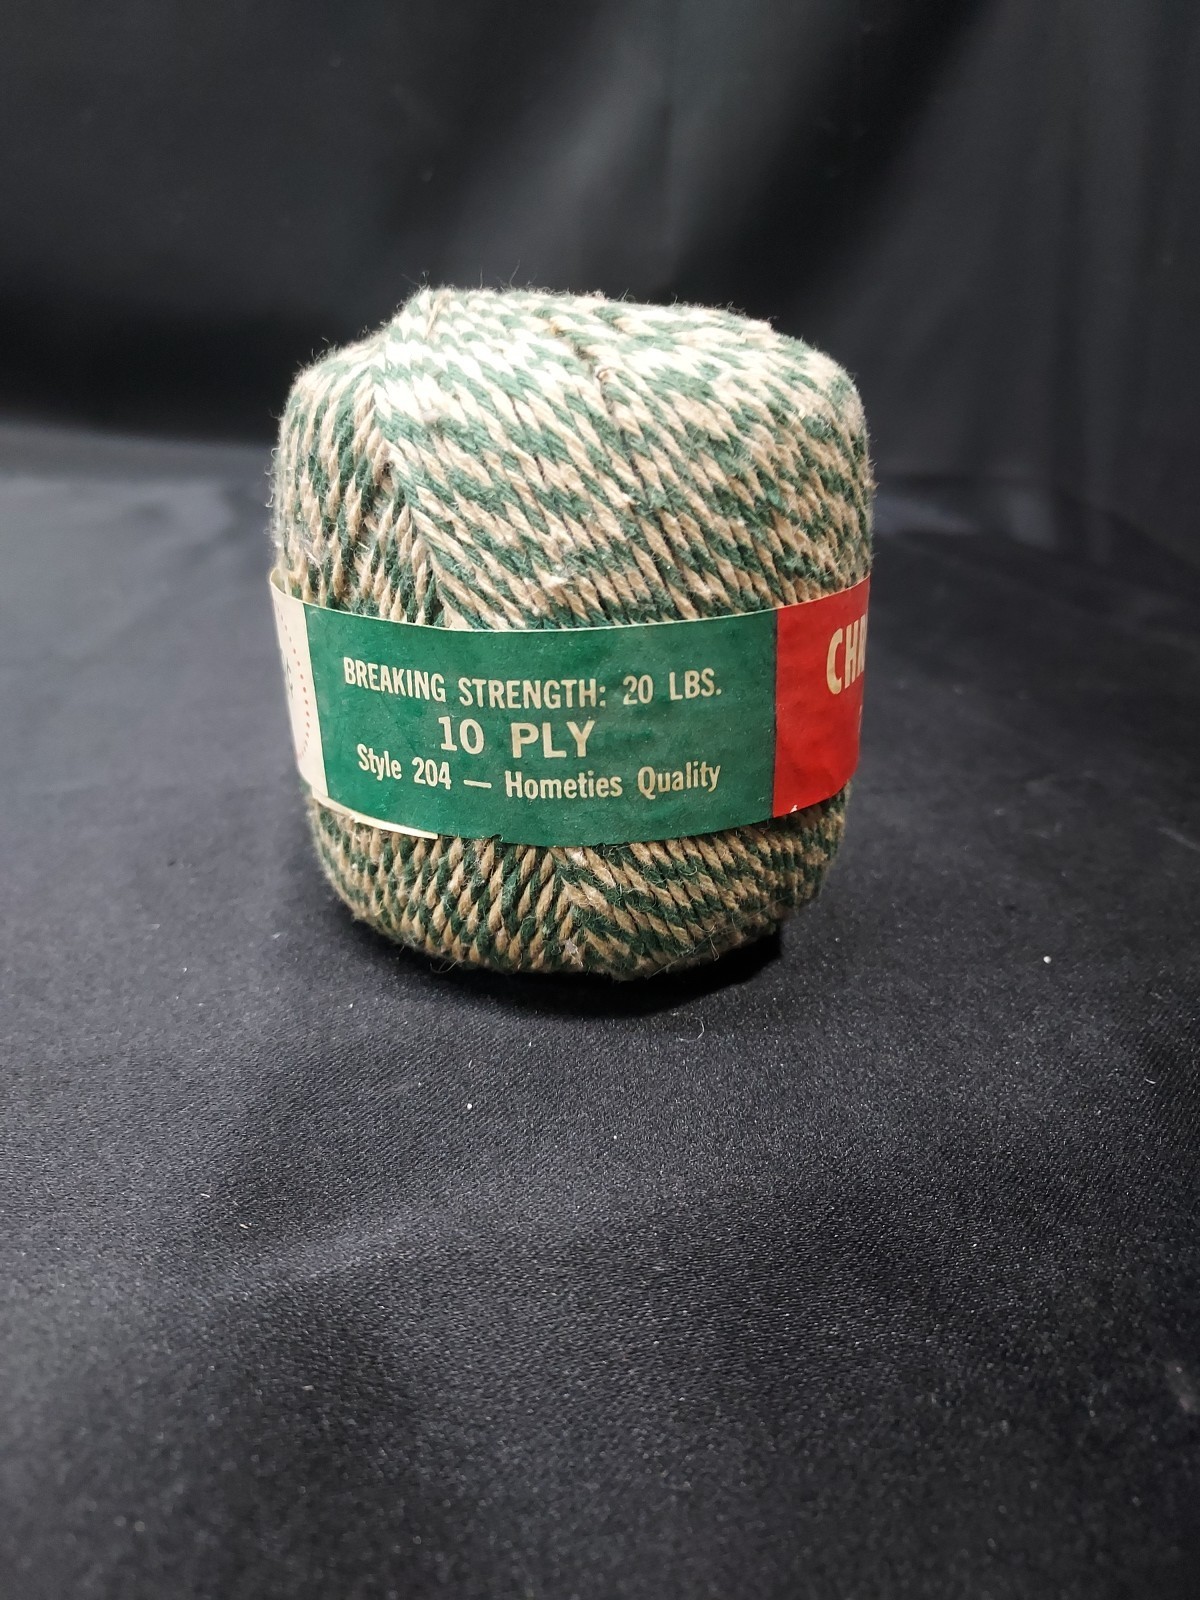 BREAKING STRENGTH: 20 LBS.
10 PLY
Style 204 — Hometies Quality